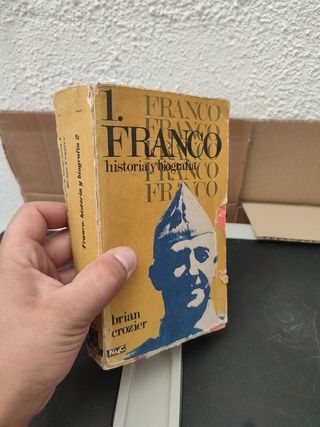 1. FRANCO
FRANCO
FRANCO
historia y biografía
FRANCO
FRANCO
brian
crozier
Franco, historia y biografía 2